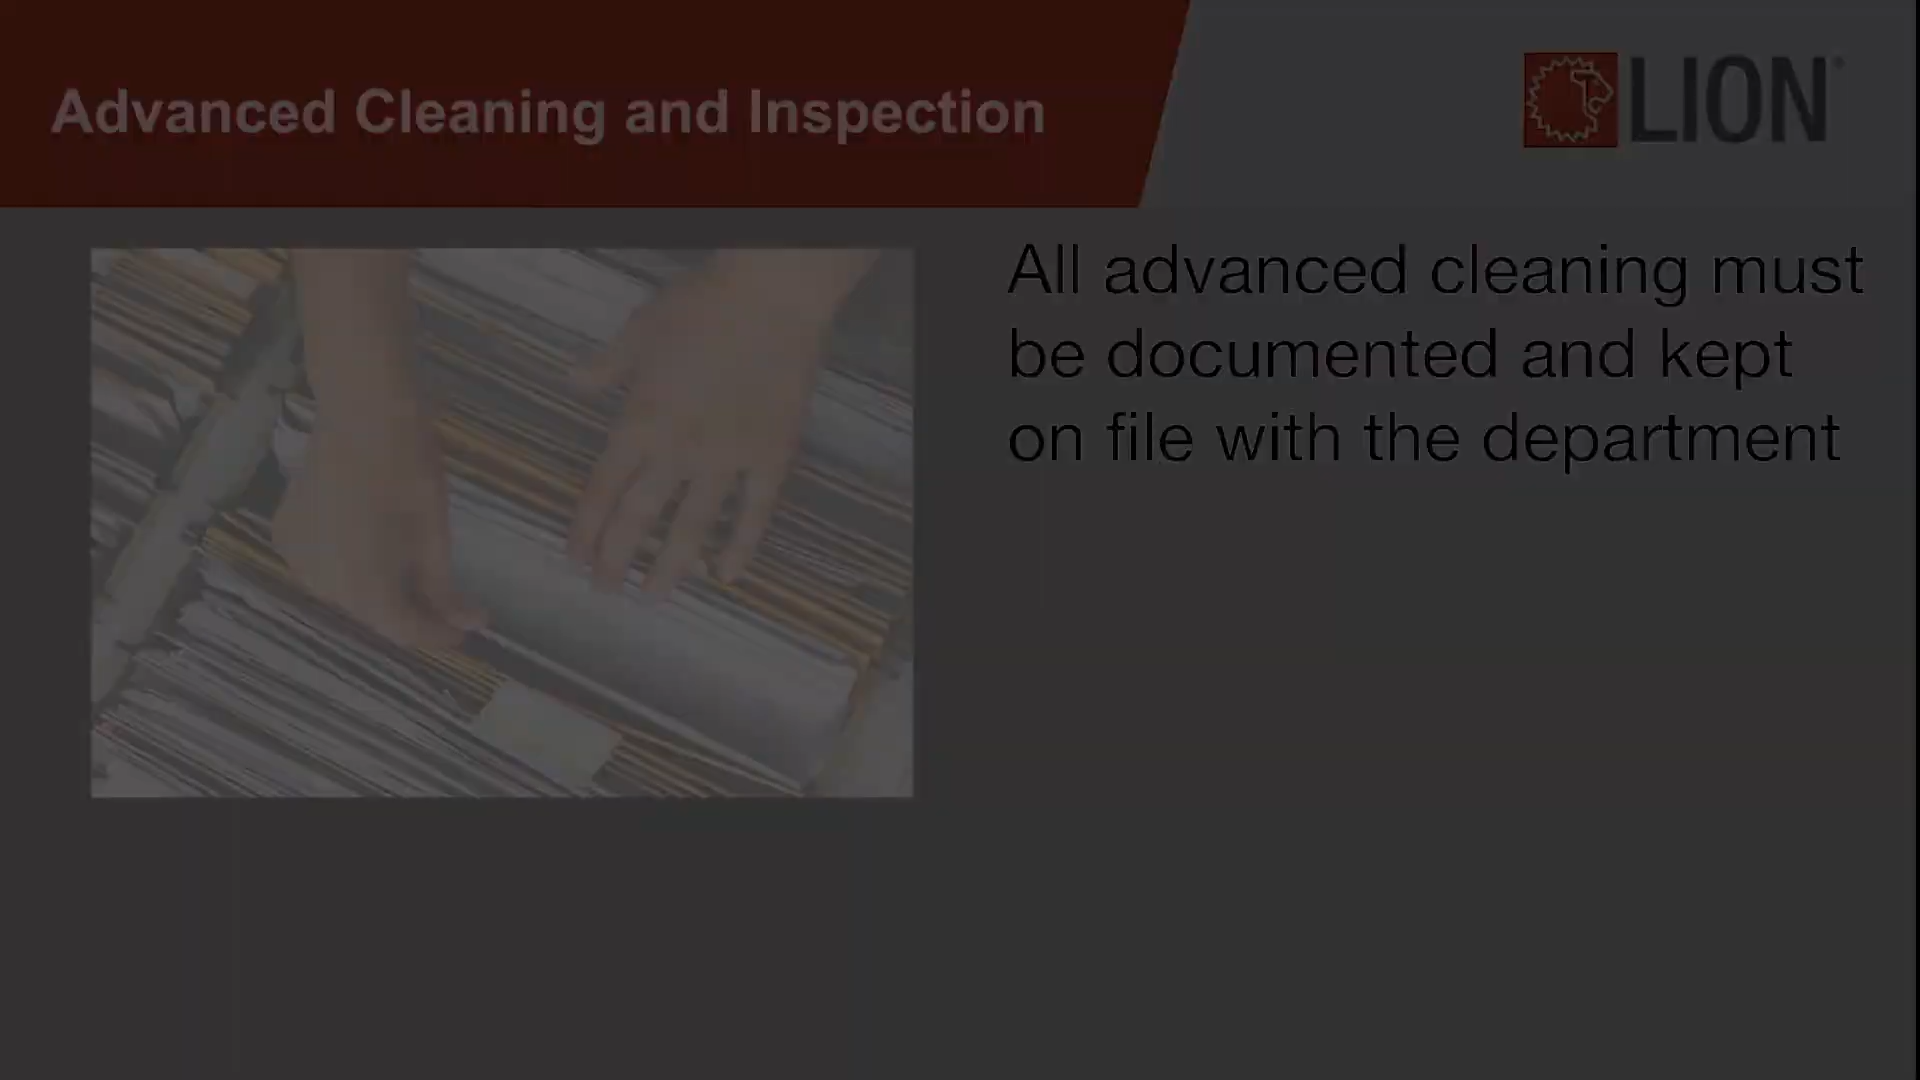 Advanced Cleaning and Inspection
LION
All advanced cleaning must
be documented and kept
on file with the department